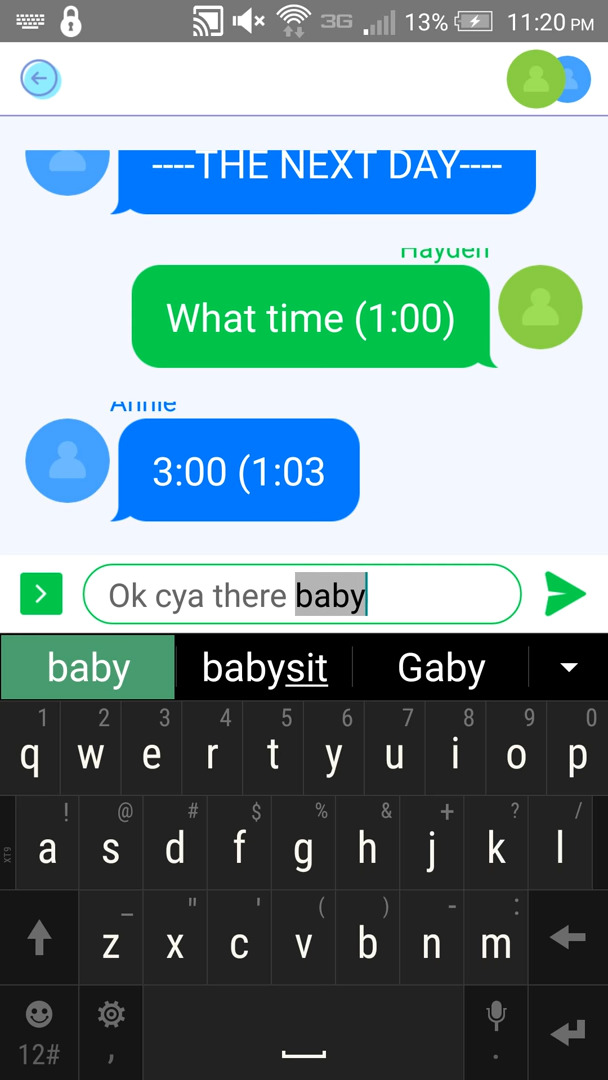 3G 13% 11:20 PM
----THE NEXT DAY----
Hayden
What time (1:00)
Annie
3:00 (1:03
Ok cya there baby
baby babysit Gaby
1 2 3 4 5 6 7 8 9 0
q w e r t y u i o p
! @ # $ % & + ? /
XT9 a s d f g h j k l
_ " ' ( ) - :
z x c v b n m
12# , .